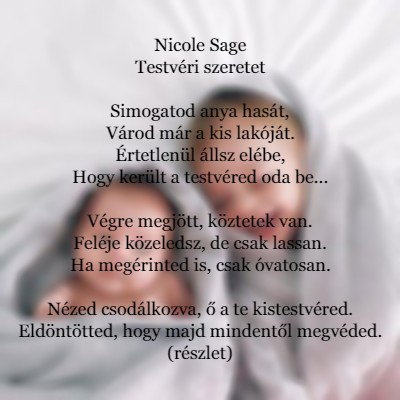 Nicole Sage
Testvéri szeretet
Simogatod anya hasát,
Várod már a kis lakóját.
Értetlenül állsz elébe,
Hogy került a testvéred oda be...
Végre megjött, köztetek van.
Feléje közeledsz, de csak lassan.
Ha megérinted is, csak óvatosan.
Nézed csodálkozva, ő a te kistestvéred.
Eldöntötted, hogy majd mindentől megvéded.
(részlet)